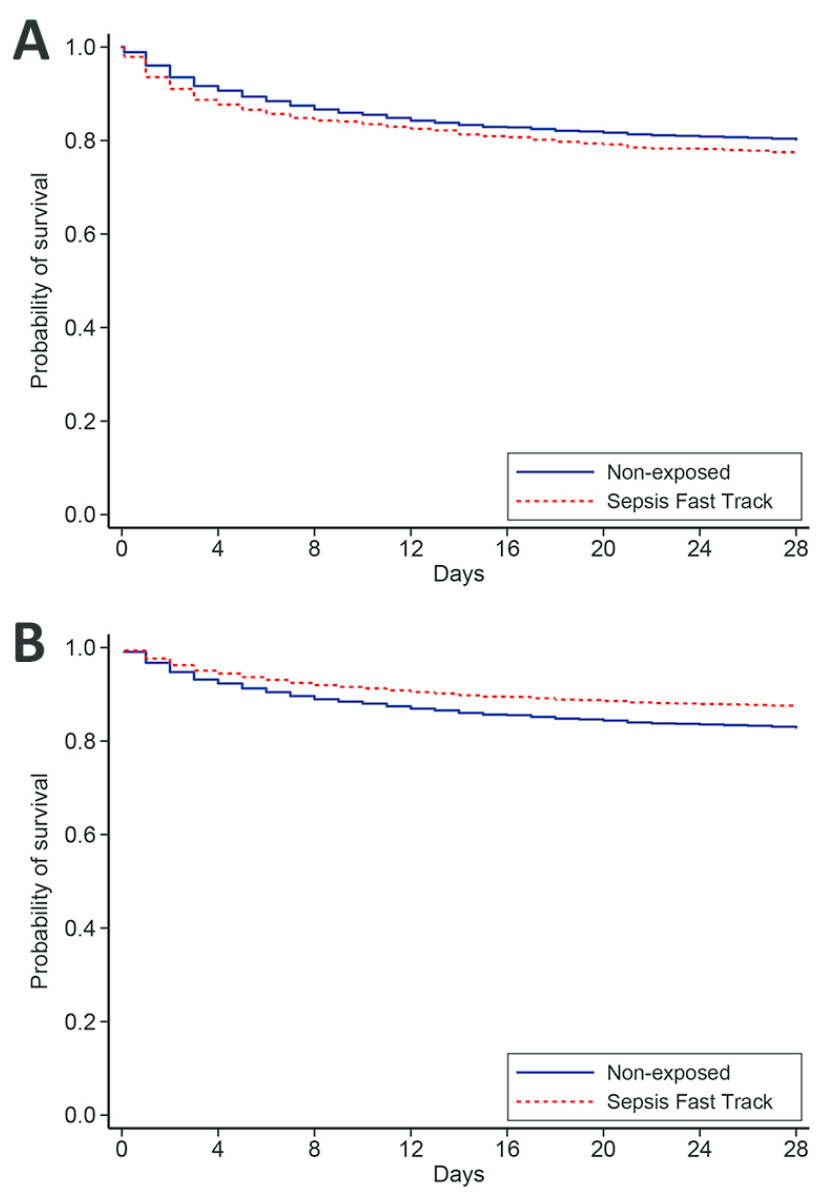 A
1.0
0.8
0.6
0.4
0.2
0.0
Probability of survival
Non-exposed
Sepsis Fast Track
0 4 8 12 16 20 24 28
Days
B
1.0
0.8
0.6
0.4
0.2
0.0
Probability of survival
Non-exposed
Sepsis Fast Track
0 4 8 12 16 20 24 28
Days